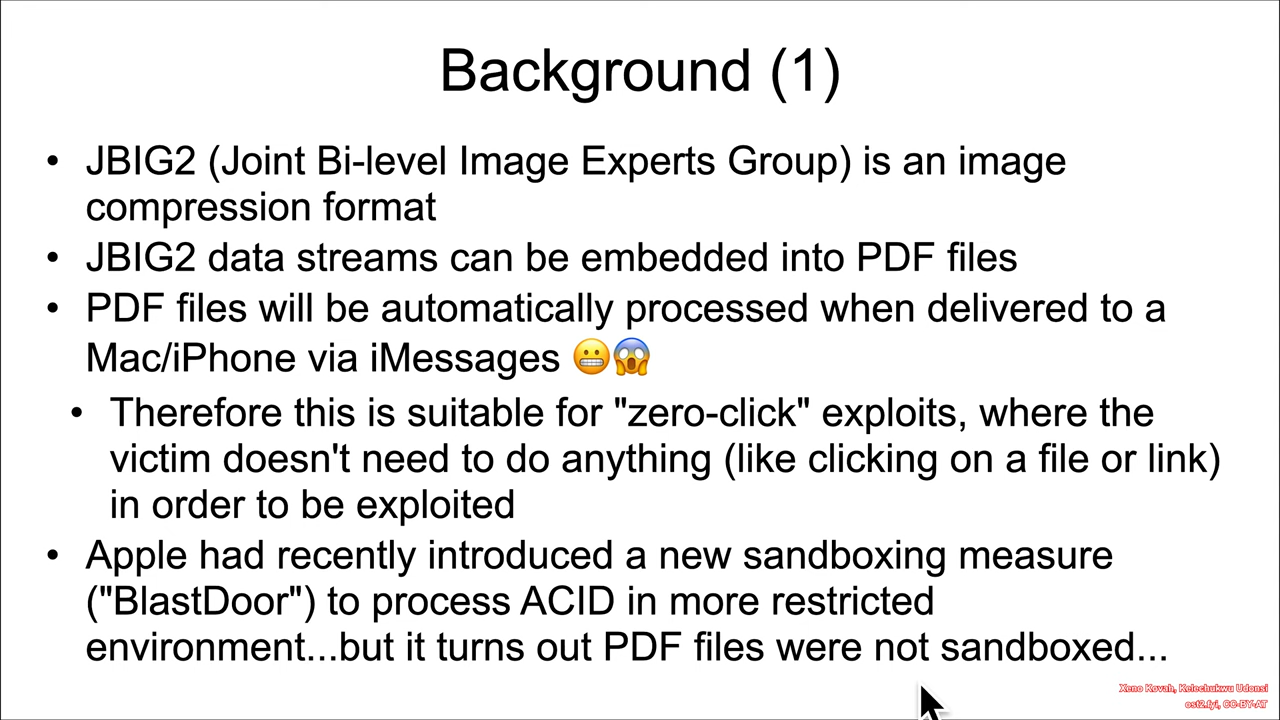 Background (1)
• JBIG2 (Joint Bi-level Image Experts Group) is an image
compression format
• JBIG2 data streams can be embedded into PDF files
• PDF files will be automatically processed when delivered to a
Mac/iPhone via iMessages 😬😱
• Therefore this is suitable for "zero-click" exploits, where the
victim doesn't need to do anything (like clicking on a file or link)
in order to be exploited
• Apple had recently introduced a new sandboxing measure
("BlastDoor") to process ACID in more restricted
environment...but it turns out PDF files were not sandboxed...
Xeno Kovah, Kelechukwu Udonsi
ost2.fyi, CC-BY-AT